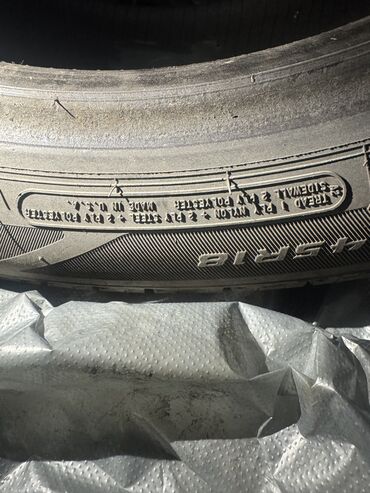 TREAD 1 PLY NYLON + 2 PLY STEEL + 2 PLY POLYESTER
SIDEWALL 2 PLY POLYESTER MADE IN U.S.A.
45R18